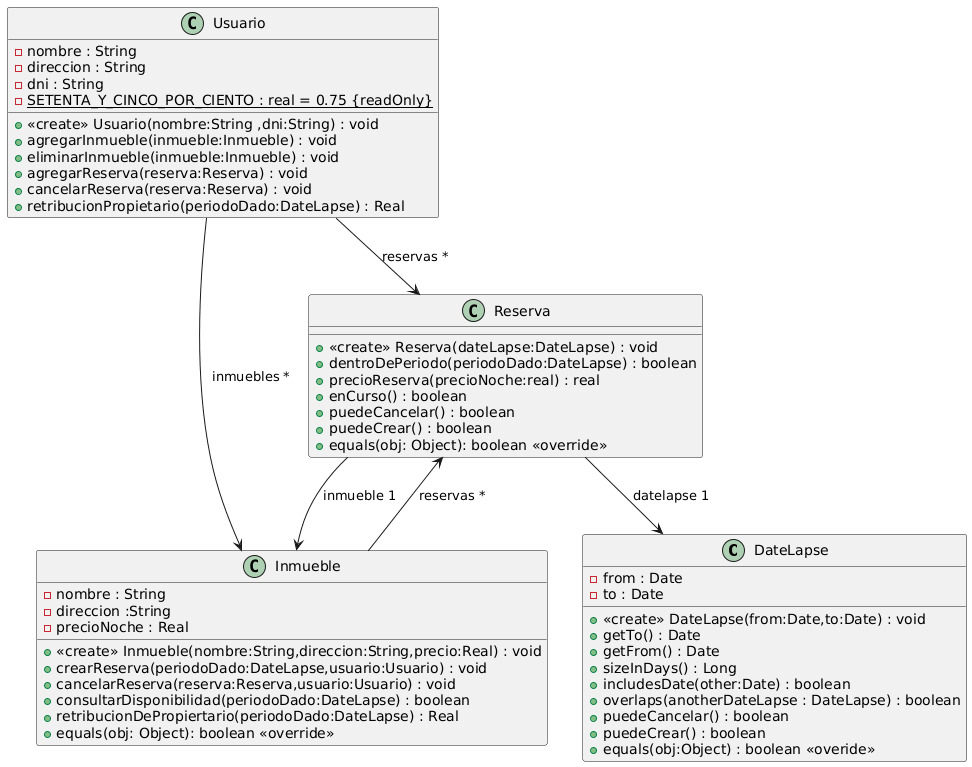 C Usuario
nombre : String
direccion : String
dni : String
SETENTA_Y_CINCO_POR_CIENTO : real = 0.75 {readOnly}
«create» Usuario(nombre:String ,dni:String) : void
agregarInmueble(inmueble:Inmueble) : void
eliminarInmueble(inmueble:Inmueble) : void
agregarReserva(reserva:Reserva) : void
cancelarReserva(reserva:Reserva) : void
retribucionPropietario(periodoDado:DateLapse) : Real
reservas *
C Reserva
«create» Reserva(dateLapse:DateLapse) : void
dentroDePeriodo(periodoDado:DateLapse) : boolean
precioReserva(precioNoche:real) : real
enCurso() : boolean
puedeCancelar() : boolean
puedeCrear() : boolean
equals(obj: Object): boolean «override»
inmuebles *
inmueble 1
reservas *
datelapse 1
C Inmueble
nombre : String
direccion :String
precioNoche : Real
«create» Inmueble(nombre:String,direccion:String,precio:Real) : void
crearReserva(periodoDado:DateLapse,usuario:Usuario) : void
cancelarReserva(reserva:Reserva,usuario:Usuario) : void
consultarDisponibilidad(periodoDado:DateLapse) : boolean
retribucionDePropiertario(periodoDado:DateLapse) : Real
equals(obj: Object): boolean «override»
C DateLapse
from : Date
to : Date
«create» DateLapse(from:Date,to:Date) : void
getTo() : Date
getFrom() : Date
sizeInDays() : Long
includesDate(other:Date) : boolean
overlaps(anotherDateLapse : DateLapse) : boolean
puedeCancelar() : boolean
puedeCrear() : boolean
equals(obj:Object) : boolean «overide»